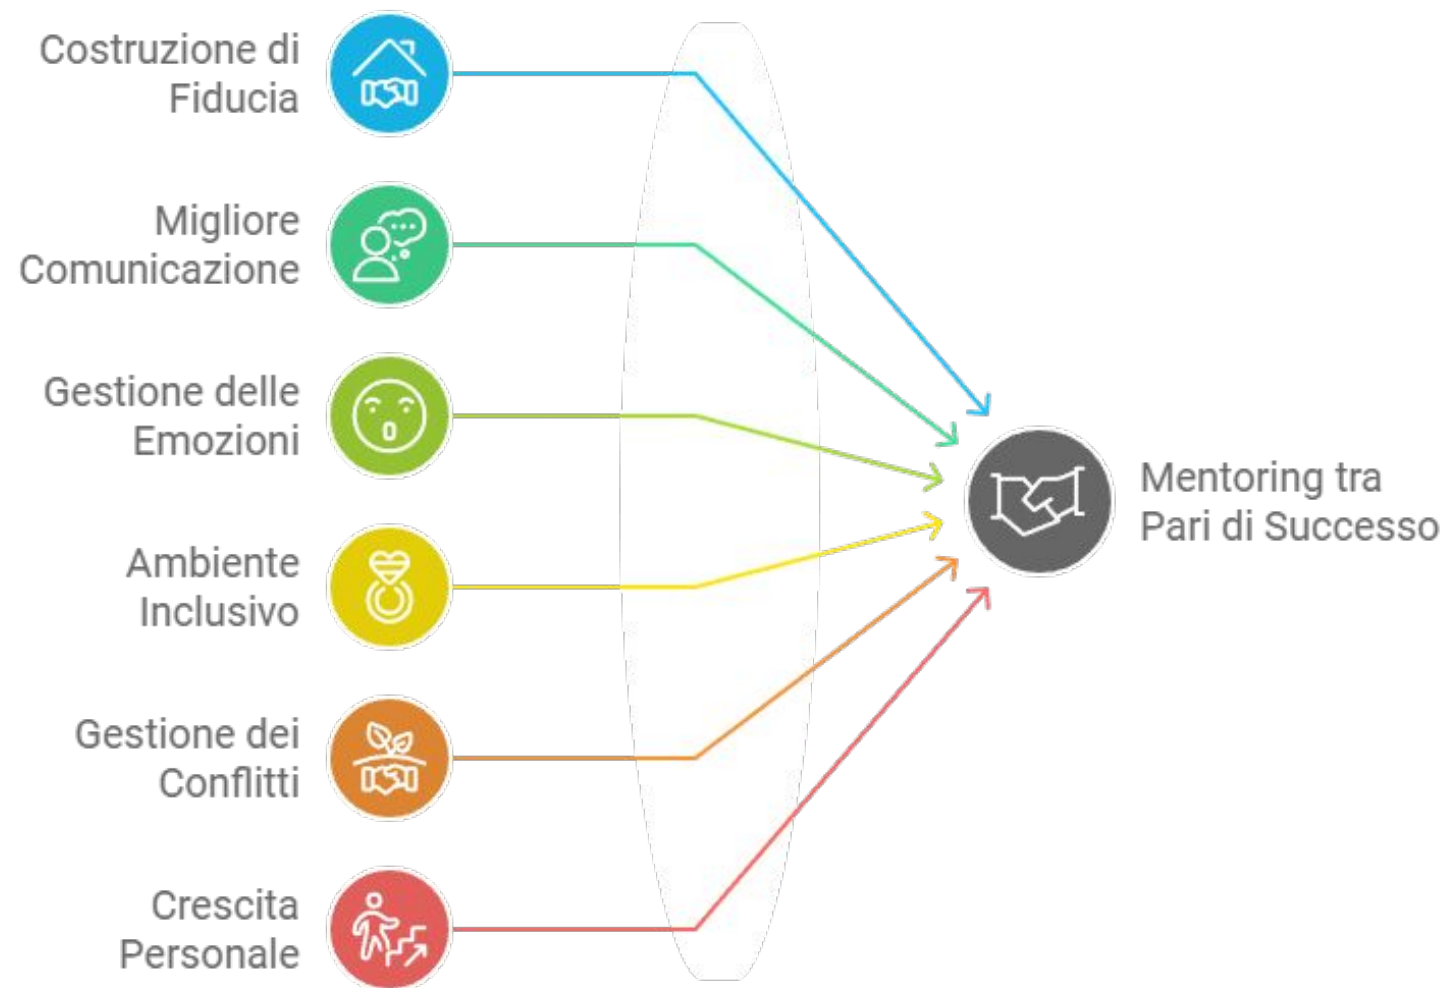 Costruzione di
Fiducia
Migliore
Comunicazione
Gestione delle
Emozioni
Ambiente
Inclusivo
Gestione dei
Conflitti
Crescita
Personale
Mentoring tra
Pari di Successo